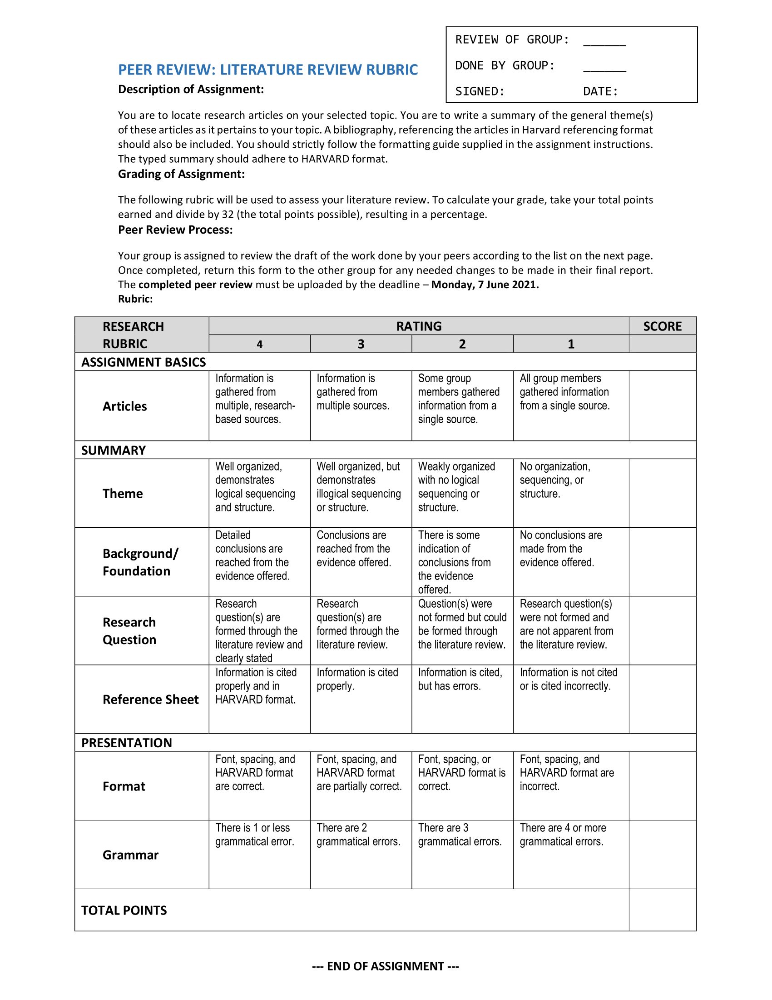 REVIEW OF GROUP: ______
DONE BY GROUP: ______
SIGNED: DATE:
PEER REVIEW: LITERATURE REVIEW RUBRIC
Description of Assignment:
You are to locate research articles on your selected topic. You are to write a summary of the general theme(s)
of these articles as it pertains to your topic. A bibliography, referencing the articles in Harvard referencing format
should also be included. You should strictly follow the formatting guide supplied in the assignment instructions.
The typed summary should adhere to HARVARD format.
Grading of Assignment:
The following rubric will be used to assess your literature review. To calculate your grade, take your total points
earned and divide by 32 (the total points possible), resulting in a percentage.
Peer Review Process:
Your group is assigned to review the draft of the work done by your peers according to the list on the next page.
Once completed, return this form to the other group for any needed changes to be made in their final report.
The completed peer review must be uploaded by the deadline – Monday, 7 June 2021.
Rubric:
RESEARCH
RUBRIC
RATING
SCORE
4
3
2
1
ASSIGNMENT BASICS
Articles
Information is
gathered from
multiple, research-
based sources.
Information is
gathered from
multiple sources.
Some group
members gathered
information from a
single source.
All group members
gathered information
from a single source.
SUMMARY
Theme
Well organized,
demonstrates
logical sequencing
and structure.
Well organized, but
demonstrates
illogical sequencing
or structure.
Weakly organized
with no logical
sequencing or
structure.
No organization,
sequencing, or
structure.
Background/
Foundation
Detailed
conclusions are
reached from the
evidence offered.
Conclusions are
reached from the
evidence offered.
There is some
indication of
conclusions from
the evidence
offered.
No conclusions are
made from the
evidence offered.
Research
Question
Research
question(s) are
formed through the
literature review and
clearly stated
Research
question(s) are
formed through the
literature review.
Question(s) were
not formed but could
be formed through
the literature review.
Research question(s)
were not formed and
are not apparent from
the literature review.
Reference Sheet
Information is cited
properly and in
HARVARD format.
Information is cited
properly.
Information is cited,
but has errors.
Information is not cited
or is cited incorrectly.
PRESENTATION
Format
Font, spacing, and
HARVARD format
are correct.
Font, spacing, and
HARVARD format
are partially correct.
Font, spacing, or
HARVARD format is
correct.
Font, spacing, and
HARVARD format are
incorrect.
Grammar
There is 1 or less
grammatical error.
There are 2
grammatical errors.
There are 3
grammatical errors.
There are 4 or more
grammatical errors.
TOTAL POINTS
--- END OF ASSIGNMENT ---